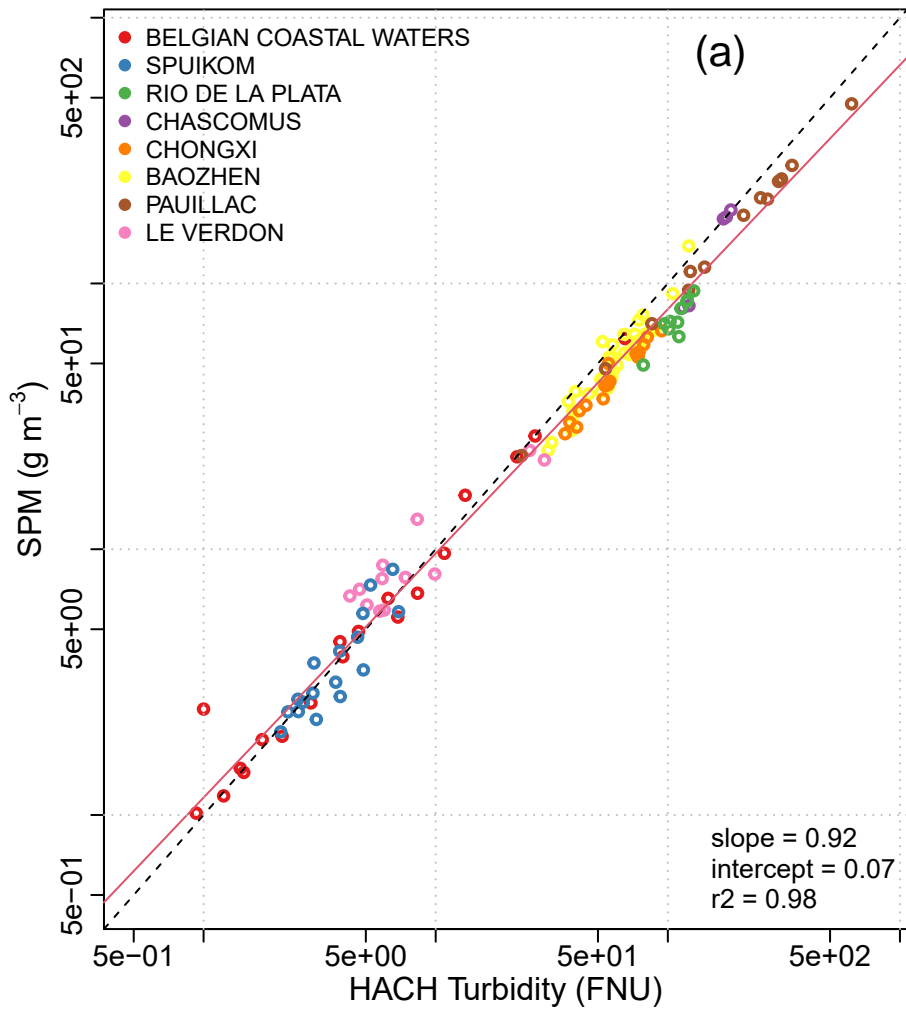 (a)
BELGIAN COASTAL WATERS
SPUIKOM
RIO DE LA PLATA
CHASCOMUS
CHONGXI
BAOZHEN
PAUILLAC
LE VERDON
5e+02
5e+01
5e+00
5e−01
SPM (g m⁻³)
slope = 0.92
intercept = 0.07
r2 = 0.98
5e−01 5e+00 5e+01 5e+02
HACH Turbidity (FNU)